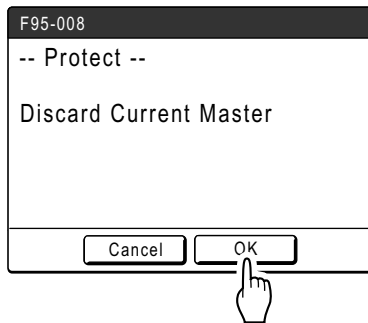 F95-008
-- Protect --
Discard Current Master
Cancel OK